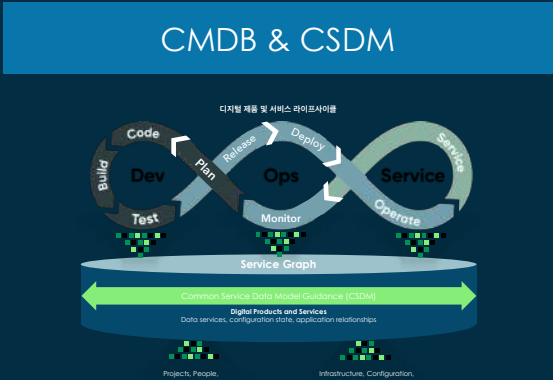 CMDB & CSDM
디지털 제품 및 서비스 라이프사이클
Code
Release
Deploy
Service
Build
Dev
Plan
Ops
Service
Test
Monitor
Operate
Service Graph
Common Service Data Model Guidance (CSDM)
Digital Products and Services
Data services, configuration state, application relationships
Projects, People,
Infrastructure, Configuration,